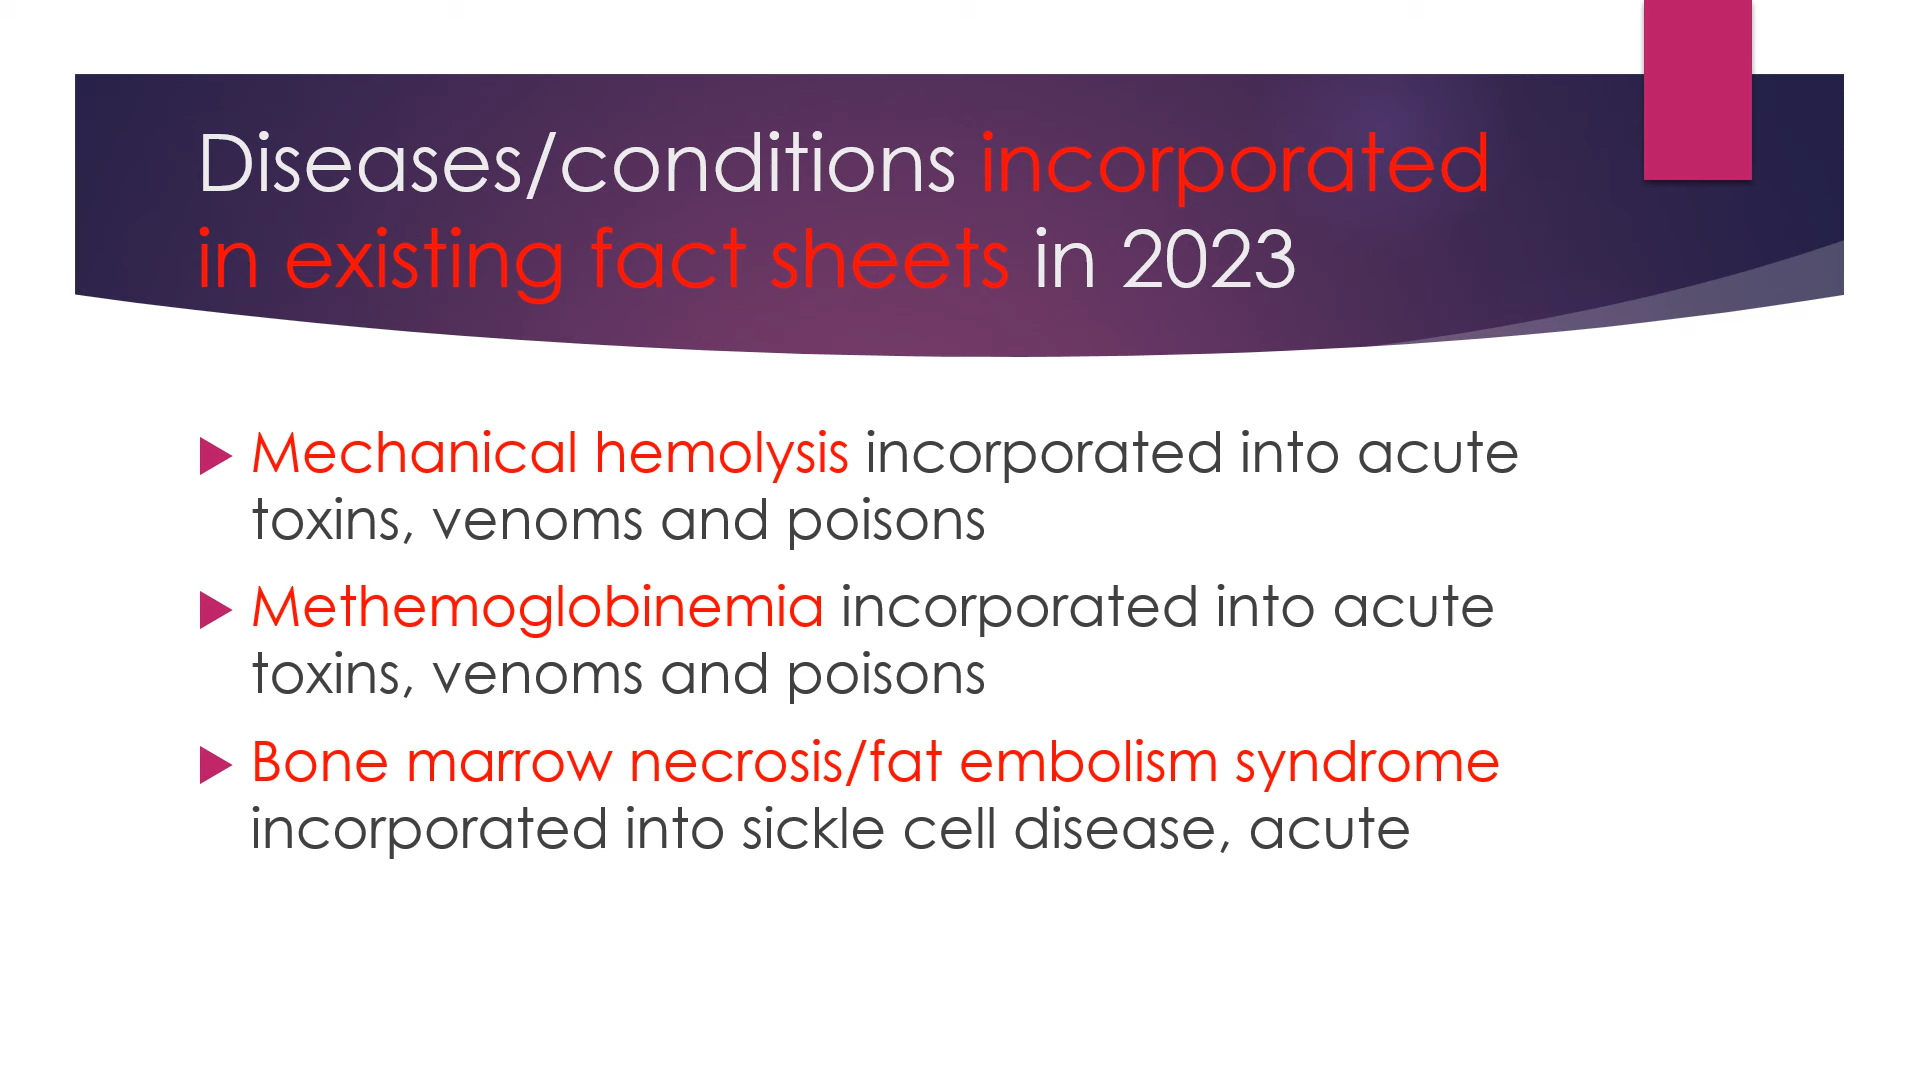 Diseases/conditions incorporated
in existing fact sheets in 2023
Mechanical hemolysis incorporated into acute
toxins, venoms and poisons
Methemoglobinemia incorporated into acute
toxins, venoms and poisons
Bone marrow necrosis/fat embolism syndrome
incorporated into sickle cell disease, acute